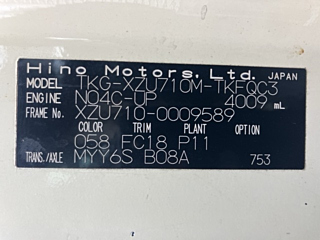 Hino Motors, Ltd. JAPAN
MODEL TKG-XZU710M-TKFQC3
ENGINE N04C-UP 4009 mL
FRAME No. XZU710-0009589
COLOR TRIM PLANT OPTION
058 FC18 P11
TRANS./AXLE MYY6S B08A 753